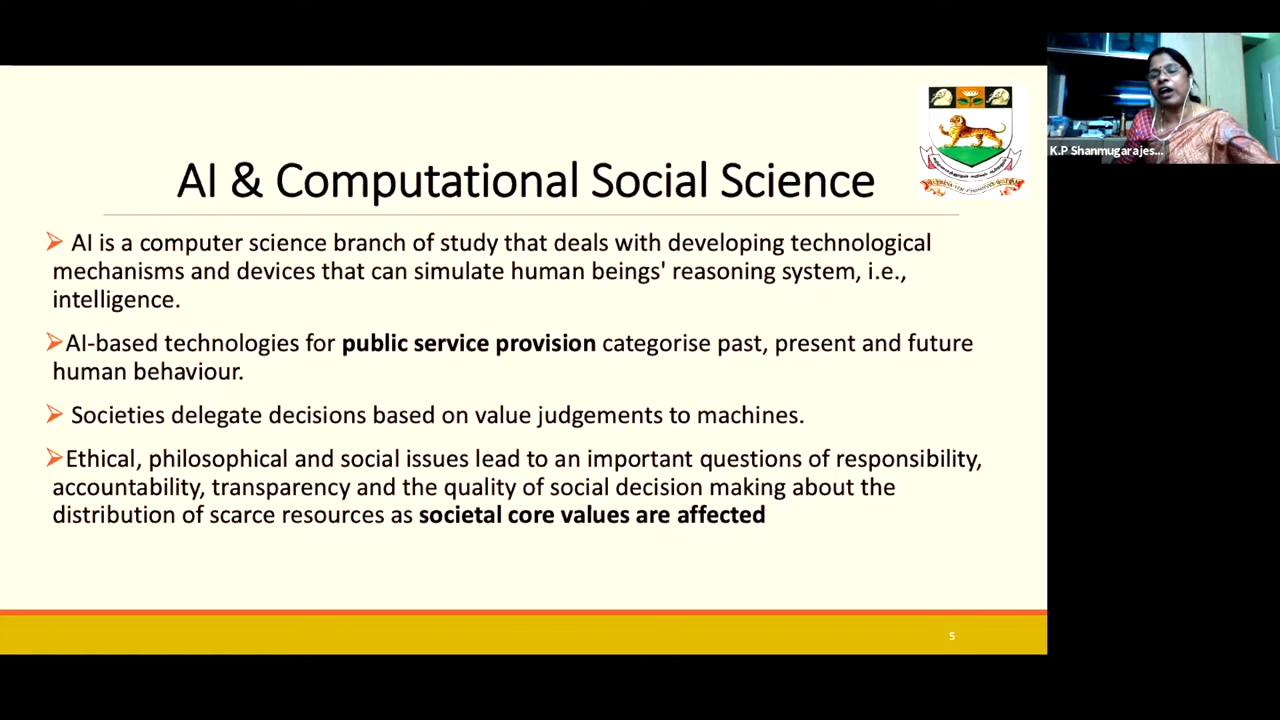 AI & Computational Social Science
K.P Shanmugarajes...
➢ AI is a computer science branch of study that deals with developing technological
mechanisms and devices that can simulate human beings' reasoning system, i.e.,
intelligence.
➢AI-based technologies for public service provision categorise past, present and future
human behaviour.
➢ Societies delegate decisions based on value judgements to machines.
➢Ethical, philosophical and social issues lead to an important questions of responsibility,
accountability, transparency and the quality of social decision making about the
distribution of scarce resources as societal core values are affected
5